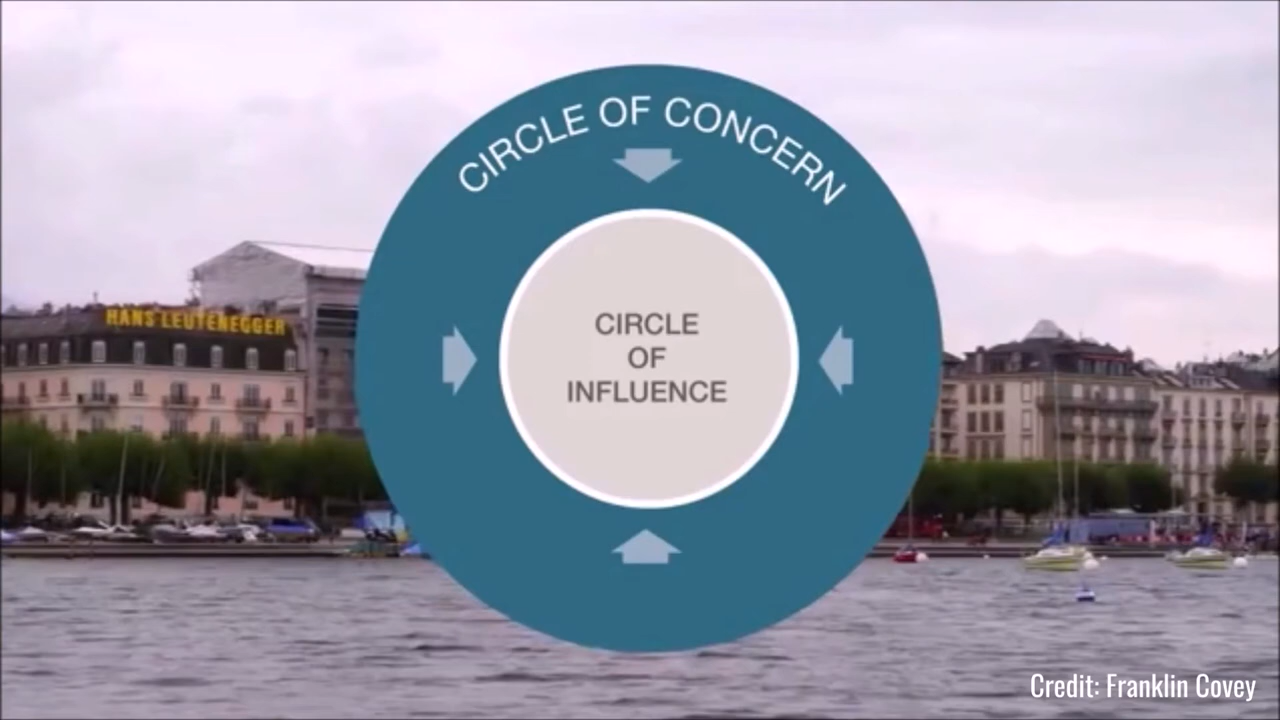 CIRCLE OF CONCERN
HANS LEUTENEGGER
CIRCLE
OF
INFLUENCE
Credit: Franklin Covey